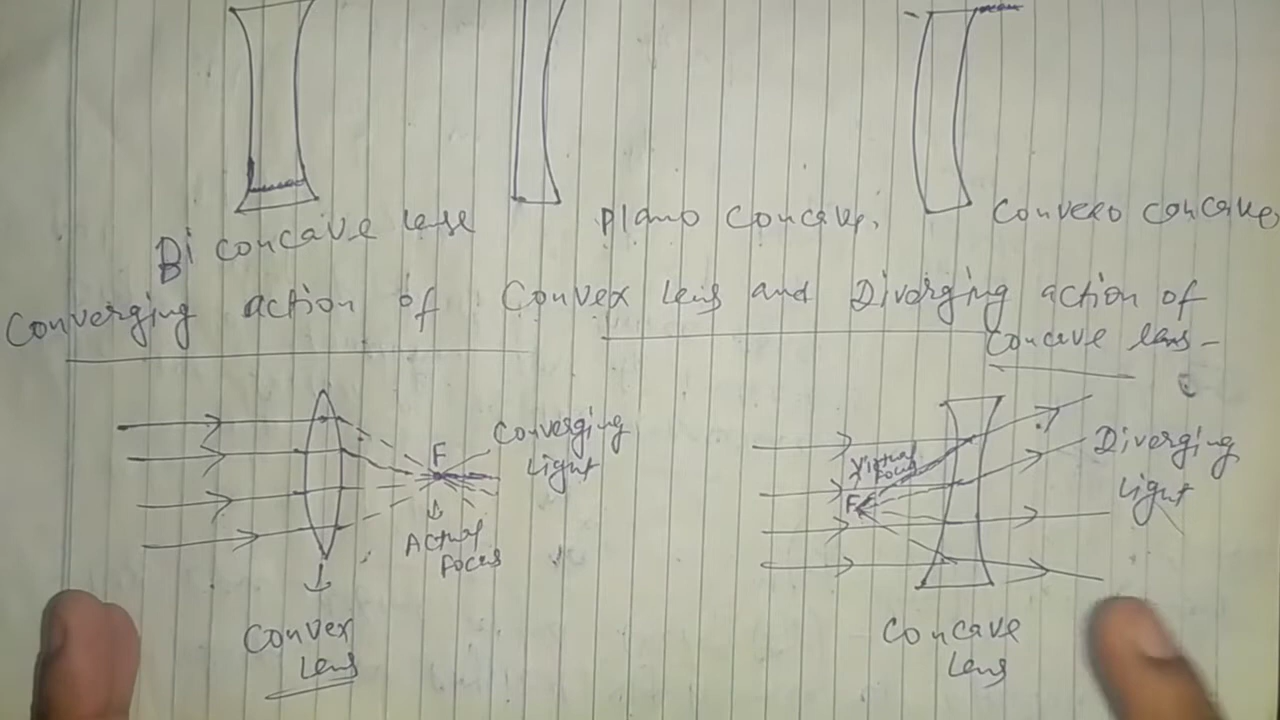 Bi concave lense
Plano concave.
Convexo concave
Converging action of Convex lens and Diverging action of
Concave lens-
F
Converging
light
Actual
Focus
Convex
lens
Virtual
focus
F
Diverging
light
Concave
lens